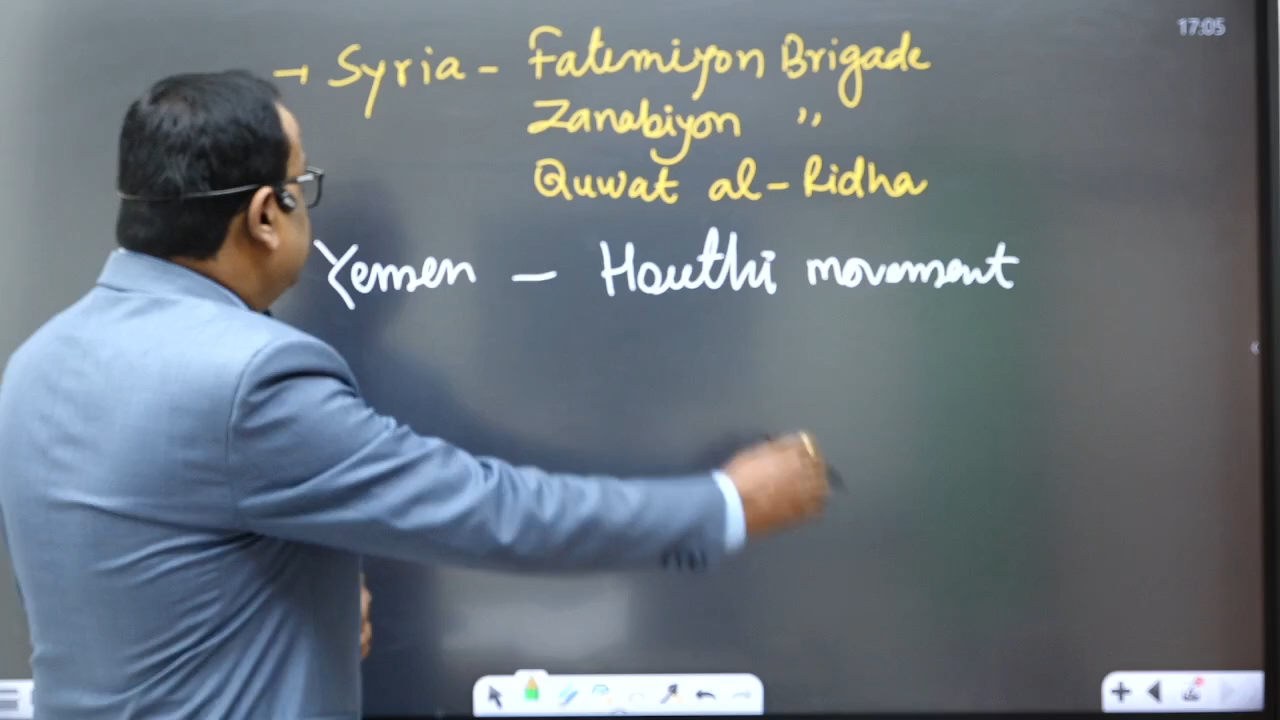 17:05
→ Syria - Fatemiyon Brigade
Zanabiyon "
Quwat al-Ridha
Yemen - Houthi movement